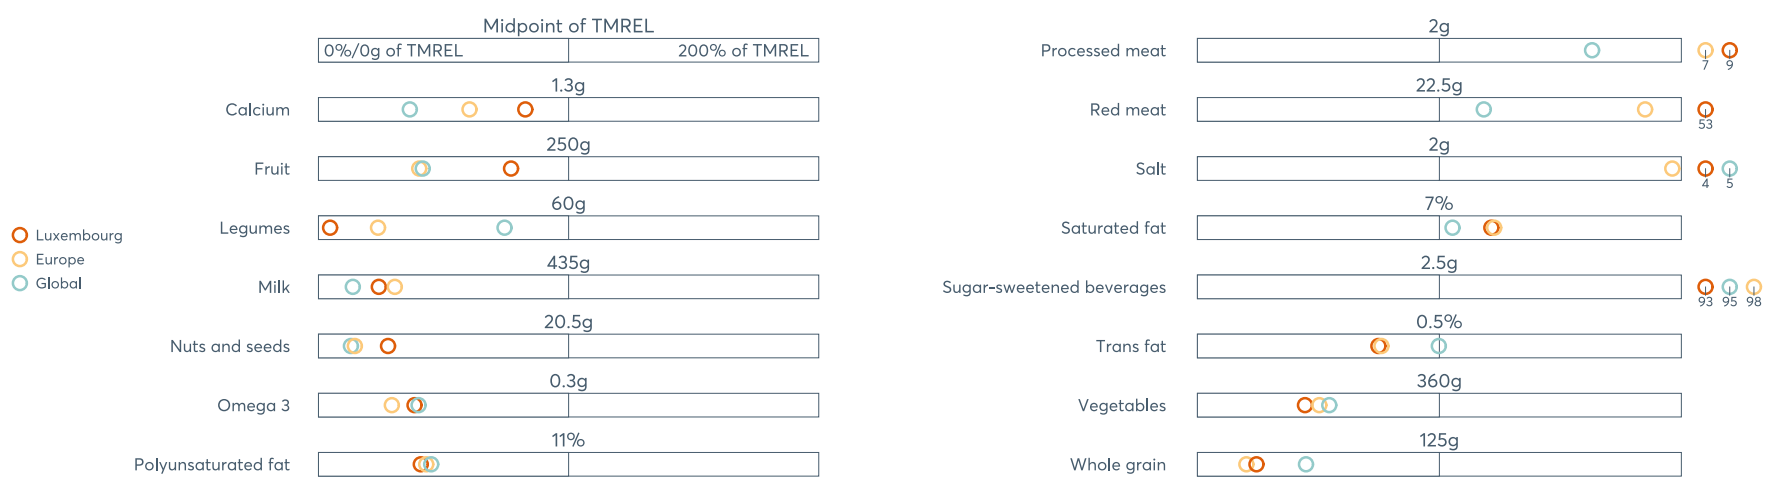 Midpoint of TMREL
0%/0g of TMREL 200% of TMREL
1.3g
Calcium
250g
Fruit
60g
Legumes
435g
Milk
20.5g
Nuts and seeds
0.3g
Omega 3
11%
Polyunsaturated fat
Luxembourg
Europe
Global
2g
Processed meat
7 9
22.5g
Red meat
53
2g
Salt
4 5
7%
Saturated fat
2.5g
Sugar-sweetened beverages
93 95 98
0.5%
Trans fat
360g
Vegetables
125g
Whole grain